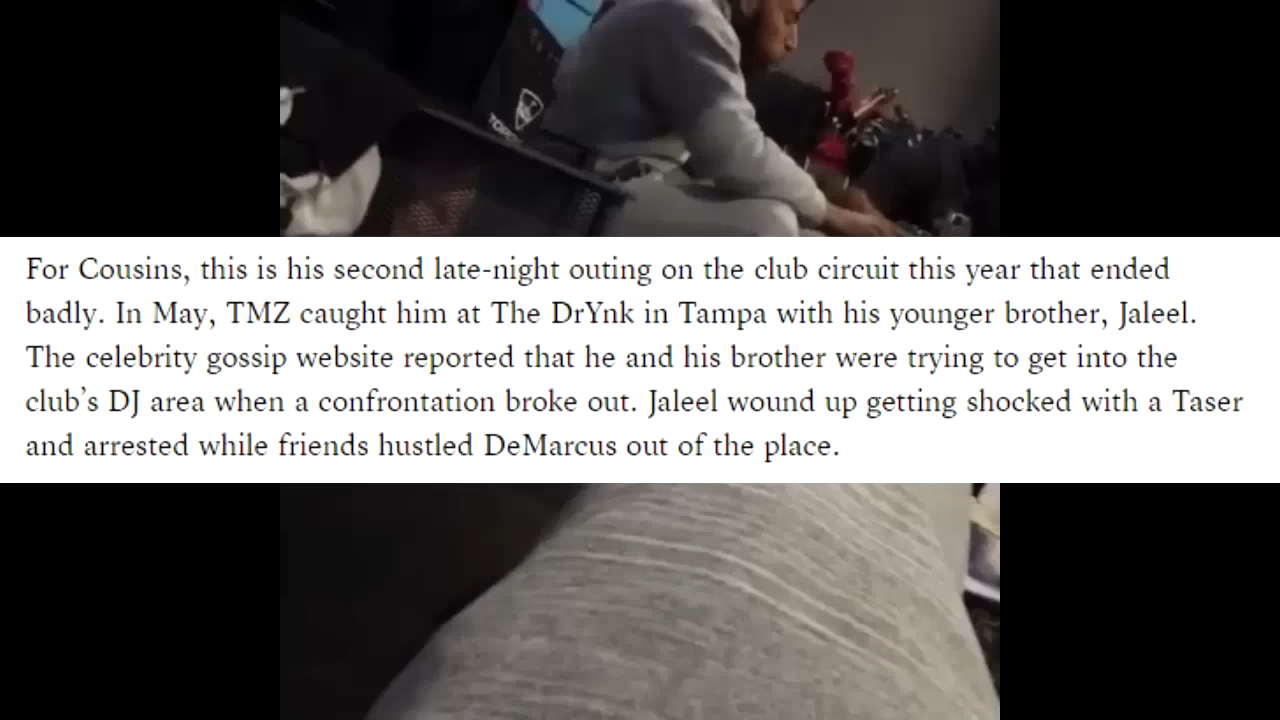 For Cousins, this is his second late-night outing on the club circuit this year that ended
badly. In May, TMZ caught him at The DrYnk in Tampa with his younger brother, Jaleel.
The celebrity gossip website reported that he and his brother were trying to get into the
club’s DJ area when a confrontation broke out. Jaleel wound up getting shocked with a Taser
and arrested while friends hustled DeMarcus out of the place.